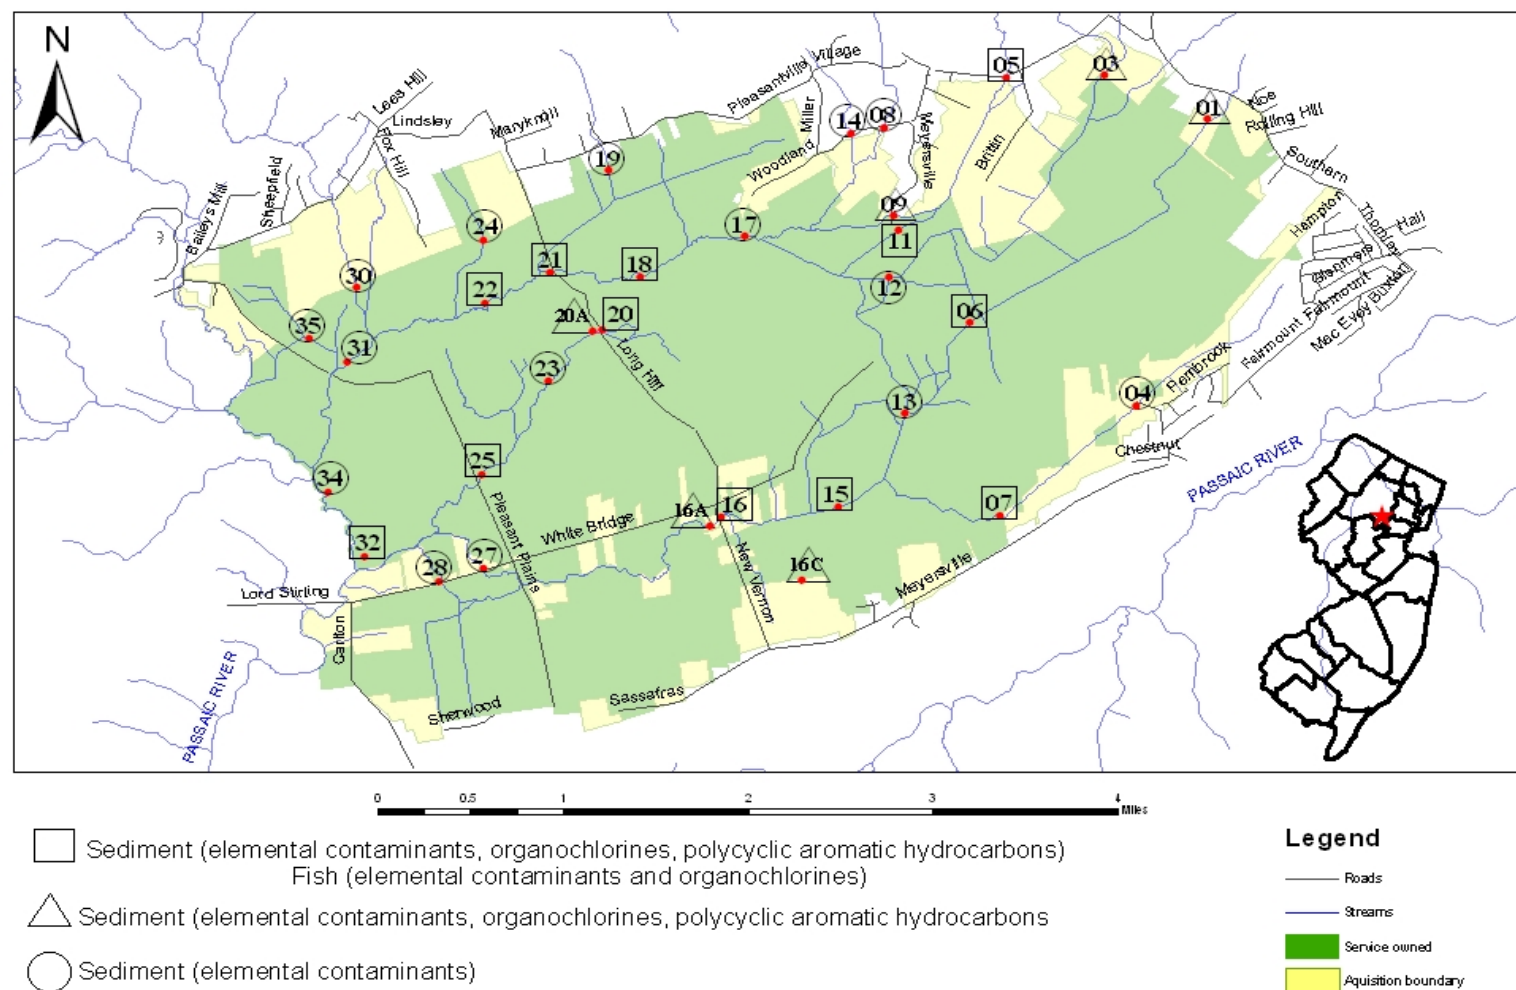 N
Lees Hill
Lindsley
Maryknoll
Fox Hill
Sheepfield
Baileys Mill
Pleasantville
Village
Miller
Woodland
Meyersville
Brittin
Noe
Rolling Hill
Southern
Hampton
Thornley
Hall
Glenmere
Fairmount
Fairmount
Buxton
Mac Evoy
Pembrook
Chestnut
PASSAIC RIVER
05
03
01
14
08
19
09
11
17
24
21
18
12
30
22
20A
20
06
35
31
23
Long Hill
13
04
25
34
15
07
16A
16
32
28
27
16C
Pleasant Plains
White Bridge
New Vernon
Meyersville
Lord Stirling
Carlton
PASSAIC RIVER
Sherwood
Sassafras
0 0.5 1 2 3 4
Miles
Sediment (elemental contaminants, organochlorines, polycyclic aromatic hydrocarbons)
Fish (elemental contaminants and organochlorines)
Sediment (elemental contaminants, organochlorines, polycyclic aromatic hydrocarbons
Sediment (elemental contaminants)
Legend
Roads
Streams
Service owned
Aquisition boundary